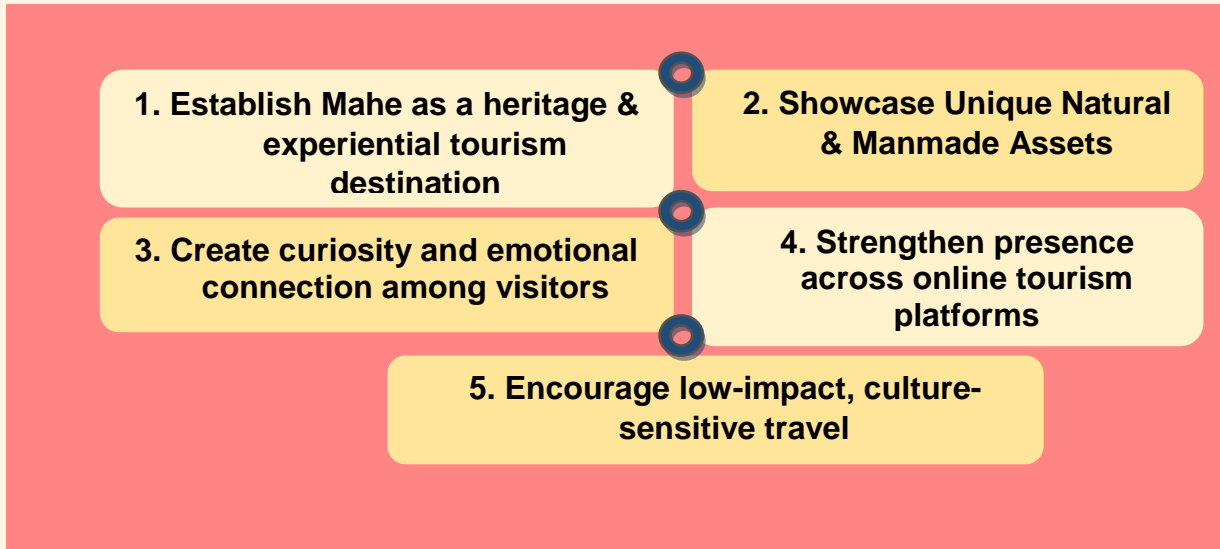 1. Establish Mahe as a heritage &
experiential tourism
destination
2. Showcase Unique Natural
& Manmade Assets
3. Create curiosity and emotional
connection among visitors
4. Strengthen presence
across online tourism
platforms
5. Encourage low-impact, culture-
sensitive travel